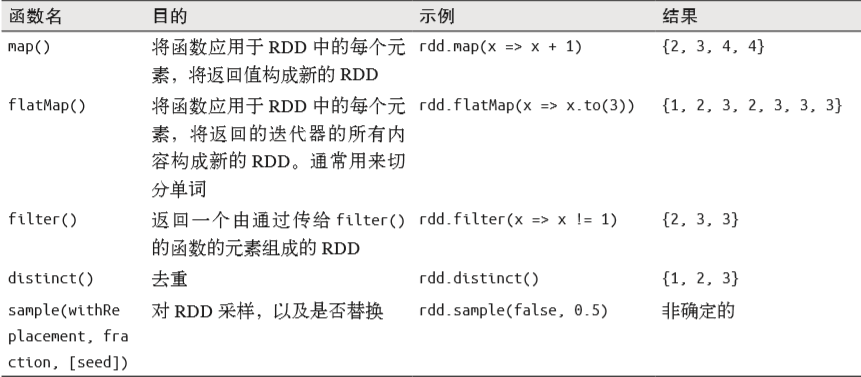 函数名 目的 示例 结果
map() 将函数应用于 RDD 中的每个元 rdd.map(x => x + 1) {2, 3, 4, 4}
素，将返回值构成新的 RDD
flatMap() 将函数应用于 RDD 中的每个元 rdd.flatMap(x => x.to(3)) {1, 2, 3, 2, 3, 3, 3}
素，将返回的迭代器的所有内
容构成新的 RDD。通常用来切
分单词
filter() 返回一个由通过传给 filter() rdd.filter(x => x != 1) {2, 3, 3}
的函数的元素组成的 RDD
distinct() 去重 rdd.distinct() {1, 2, 3}
sample(withRe 对 RDD 采样，以及是否替换 rdd.sample(false, 0.5) 非确定的
placement, fra
ction, [seed])